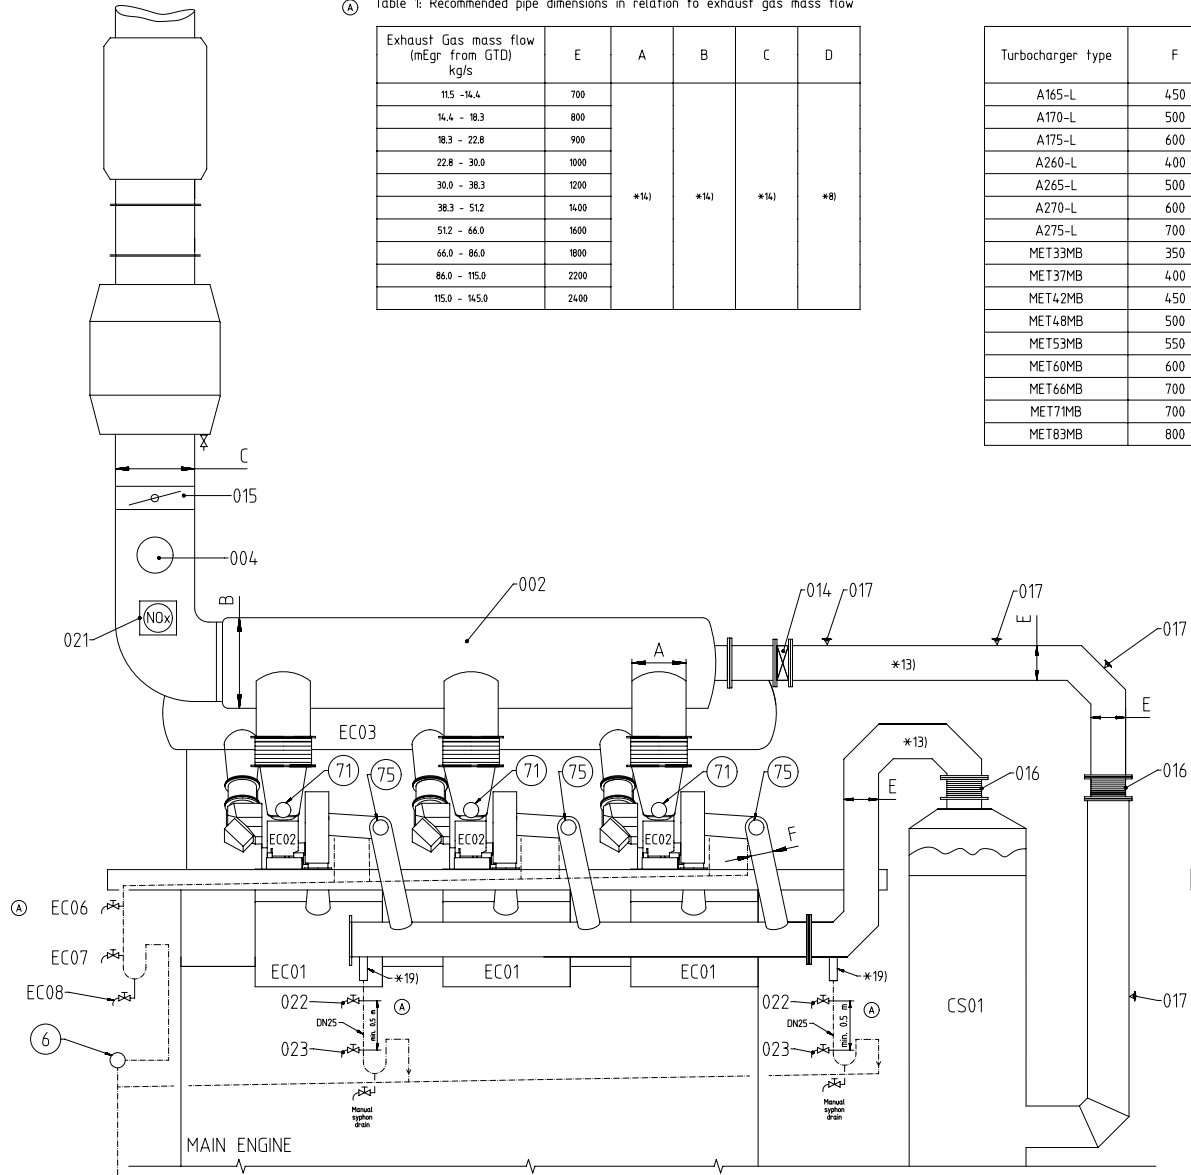 Ⓐ Table 1: Recommended pipe dimensions in relation to exhaust gas mass flow
Exhaust Gas mass flow (mEgr from GTD) kg/s E A B C D
11.5 -14.4 700
14.4 - 18.3 800
18.3 - 22.8 900
22.8 - 30.0 1000
30.0 - 38.3 1200
*14) *14) *14) *8)
38.3 - 51.2 1400
51.2 - 66.0 1600
66.0 - 86.0 1800
86.0 - 115.0 2200
115.0 - 145.0 2400
Turbocharger type F
A165-L 450
A170-L 500
A175-L 600
A260-L 400
A265-L 500
A270-L 600
A275-L 700
MET33MB 350
MET37MB 400
MET42MB 450
MET48MB 500
MET53MB 550
MET60MB 600
MET66MB 700
MET71MB 700
MET83MB 800
C
015
004
NOx
021
B
002
A
014
017
017
E
017
*13)
E
EC03
*13)
71
75
71
75
71
75
016
016
E
EC02
EC02
EC02
F
Ⓐ EC06
EC07
EC08
6
EC01
*19)
EC01
EC01
*19)
022
Ⓐ
DN25
min. 0.5 m
023
Manual
syphon
drain
022
Ⓐ
DN25
min. 0.5 m
023
Manual
syphon
drain
CS01
017
MAIN ENGINE